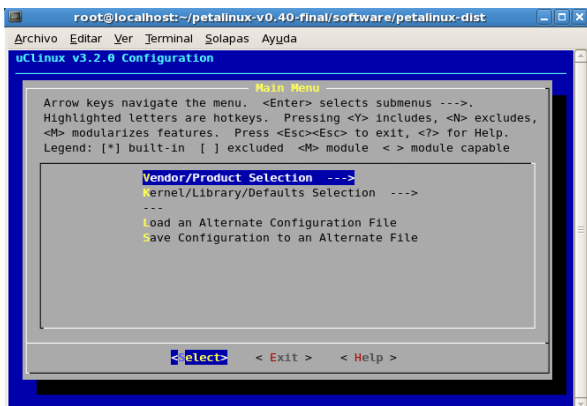 root@localhost:~/petalinux-v0.40-final/software/petalinux-dist
Archivo Editar Ver Terminal Solapas Ayuda
uClinux v3.2.0 Configuration
Main Menu
Arrow keys navigate the menu. <Enter> selects submenus --->.
Highlighted letters are hotkeys. Pressing <Y> includes, <N> excludes,
<M> modularizes features. Press <Esc><Esc> to exit, <?> for Help.
Legend: [*] built-in [ ] excluded <M> module < > module capable
Vendor/Product Selection --->
Kernel/Library/Defaults Selection --->
---
Load an Alternate Configuration File
Save Configuration to an Alternate File
<Select> < Exit > < Help >